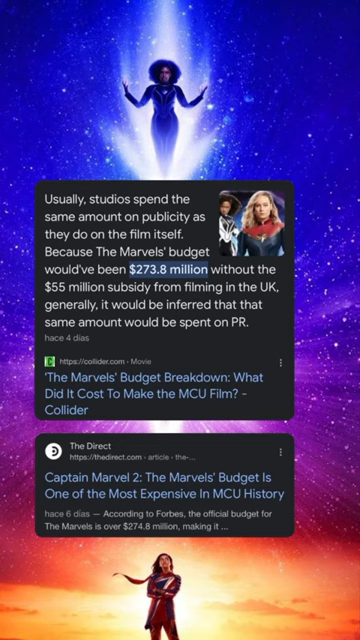 Usually, studios spend the
same amount on publicity as
they do on the film itself.
Because The Marvels' budget
would've been $273.8 million without the
$55 million subsidy from filming in the UK,
generally, it would be inferred that that
same amount would be spent on PR.
hace 4 días
https://collider.com › Movie
'The Marvels' Budget Breakdown: What
Did It Cost To Make the MCU Film? -
Collider
The Direct
https://thedirect.com › article › the-...
Captain Marvel 2: The Marvels' Budget Is
One of the Most Expensive In MCU History
hace 6 días — According to Forbes, the official budget for
The Marvels is over $274.8 million, making it ...